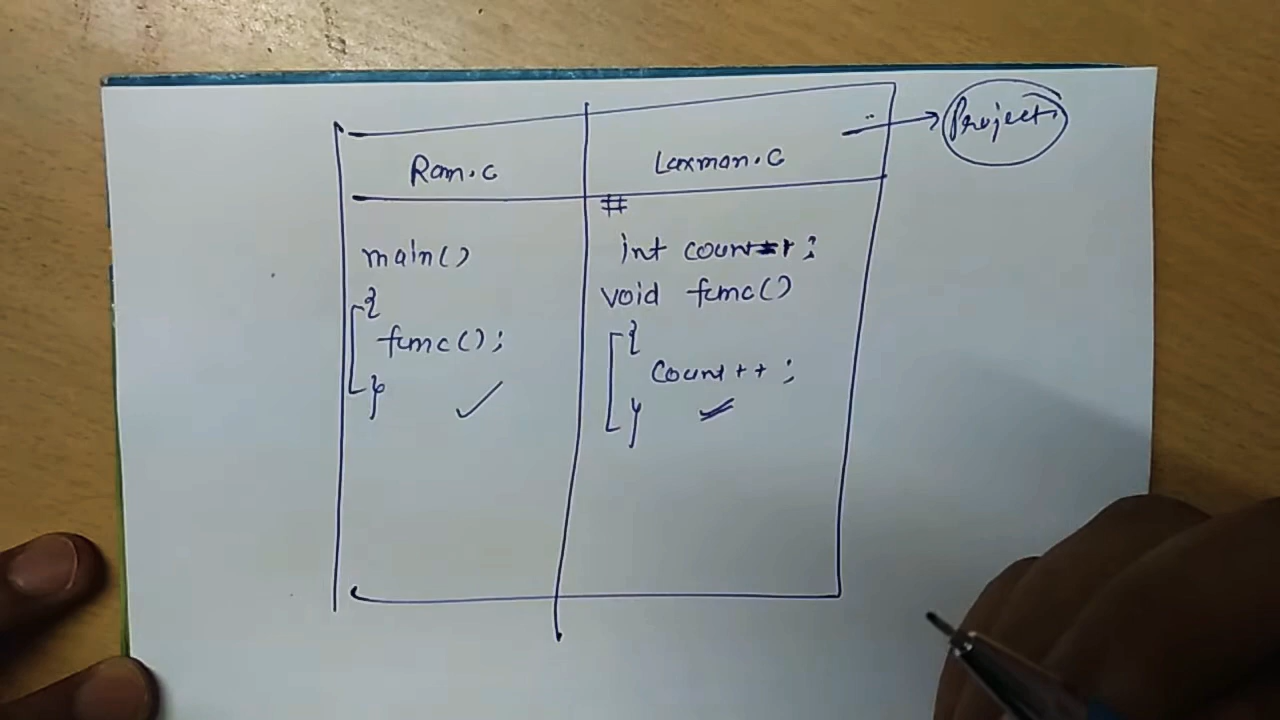 Project
Ram.c
Laxman.c
#
main()
int count;
void func()
{
{
func();
count++;
}
}